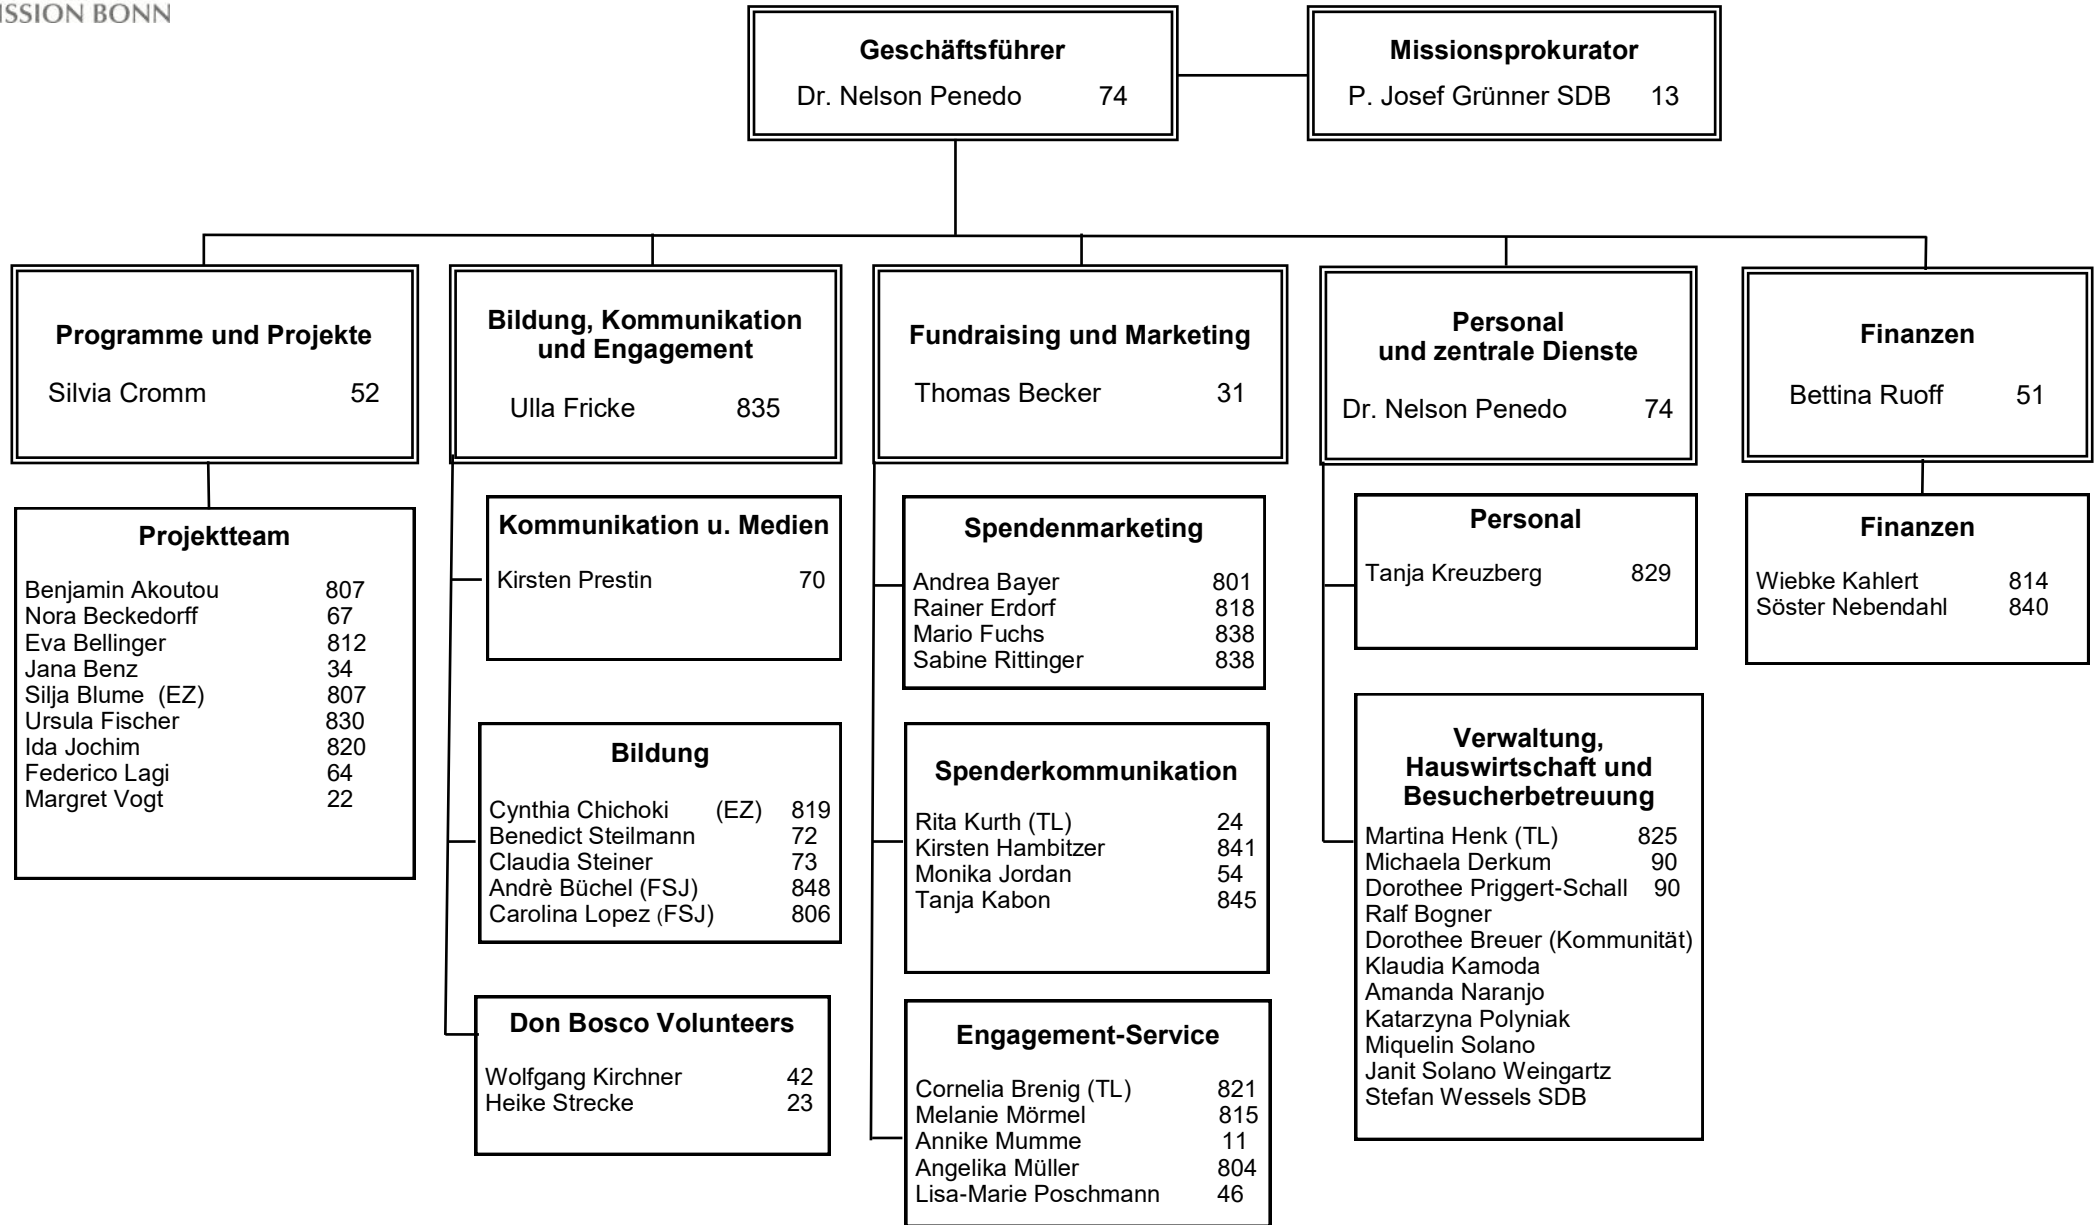 ISSION BONN
Geschäftsführer
Dr. Nelson Penedo 74
Missionsprokurator
P. Josef Grünner SDB 13
Programme und Projekte
Silvia Cromm 52
Bildung, Kommunikation
und Engagement
Ulla Fricke 835
Fundraising und Marketing
Thomas Becker 31
Personal
und zentrale Dienste
Dr. Nelson Penedo 74
Finanzen
Bettina Ruoff 51
Projektteam
Benjamin Akoutou 807
Nora Beckedorff 67
Eva Bellinger 812
Jana Benz 34
Silja Blume (EZ) 807
Ursula Fischer 830
Ida Jochim 820
Federico Lagi 64
Margret Vogt 22
Kommunikation u. Medien
Kirsten Prestin 70
Bildung
Cynthia Chichoki (EZ) 819
Benedict Steilmann 72
Claudia Steiner 73
Andrè Büchel (FSJ) 848
Carolina Lopez (FSJ) 806
Don Bosco Volunteers
Wolfgang Kirchner 42
Heike Strecke 23
Spendenmarketing
Andrea Bayer 801
Rainer Erdorf 818
Mario Fuchs 838
Sabine Rittinger 838
Spenderkommunikation
Rita Kurth (TL) 24
Kirsten Hambitzer 841
Monika Jordan 54
Tanja Kabon 845
Engagement-Service
Cornelia Brenig (TL) 821
Melanie Mörmel 815
Annike Mumme 11
Angelika Müller 804
Lisa-Marie Poschmann 46
Personal
Tanja Kreuzberg 829
Verwaltung,
Hauswirtschaft und
Besucherbetreuung
Martina Henk (TL) 825
Michaela Derkum 90
Dorothee Priggert-Schall 90
Ralf Bogner
Dorothee Breuer (Kommunität)
Klaudia Kamoda
Amanda Naranjo
Katarzyna Polyniak
Miquelin Solano
Janit Solano Weingartz
Stefan Wessels SDB
Finanzen
Wiebke Kahlert 814
Söster Nebendahl 840